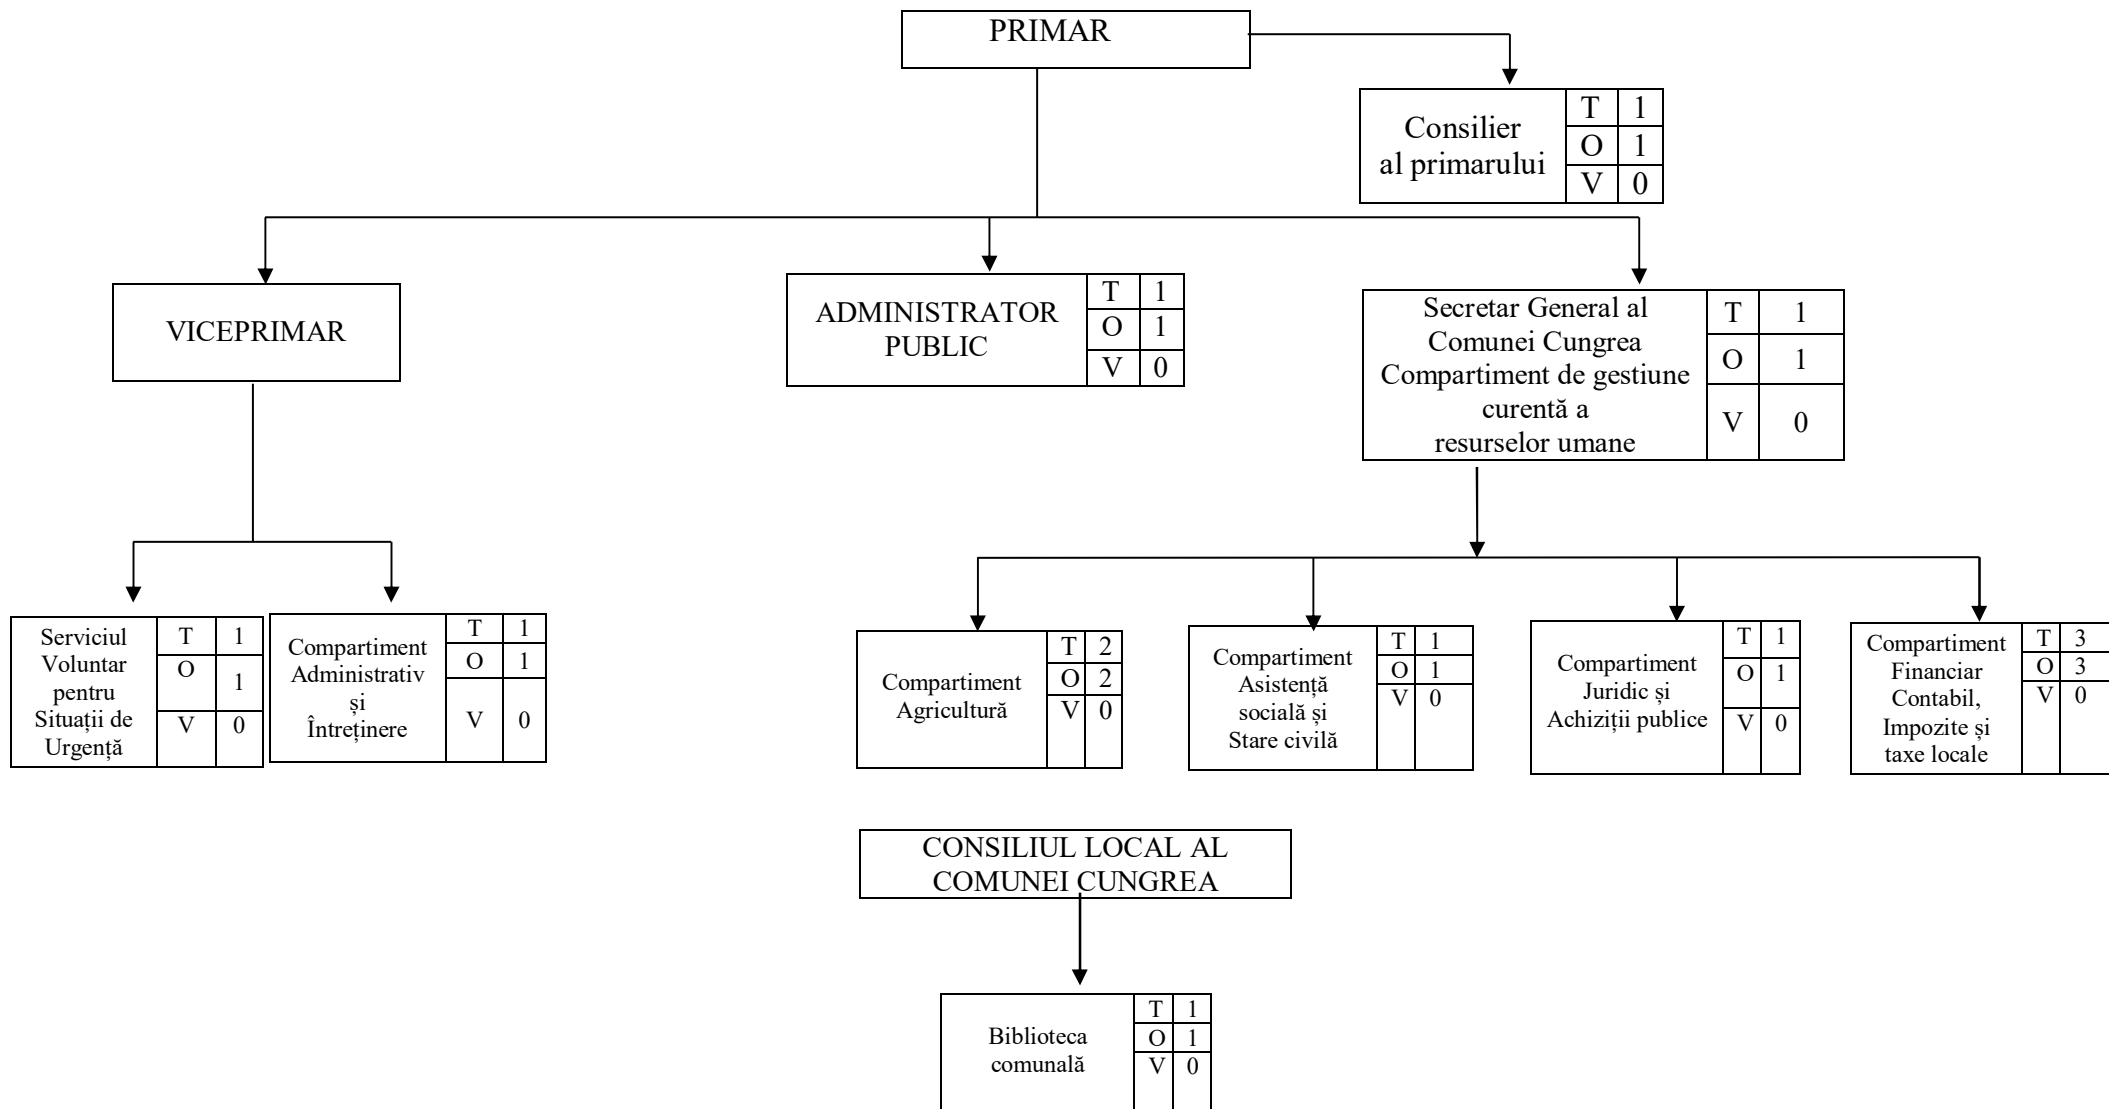 PRIMAR
Consilier
al primarului
T 1
O 1
V 0
VICEPRIMAR
ADMINISTRATOR
PUBLIC
T 1
O 1
V 0
Secretar General al
Comunei Cungrea
Compartiment de gestiune
curentă a
resurselor umane
T 1
O 1
V 0
Serviciul
Voluntar
pentru
Situații de
Urgență
T 1
O 1
V 0
Compartiment
Administrativ
și
Întreținere
T 1
O 1
V 0
Compartiment
Agricultură
T 2
O 2
V 0
Compartiment
Asistență
socială și
Stare civilă
T 1
O 1
V 0
Compartiment
Juridic și
Achiziții publice
T 1
O 1
V 0
Compartiment
Financiar
Contabil,
Impozite și
taxe locale
T 3
O 3
V 0
CONSILIUL LOCAL AL
COMUNEI CUNGREA
Biblioteca
comunală
T 1
O 1
V 0